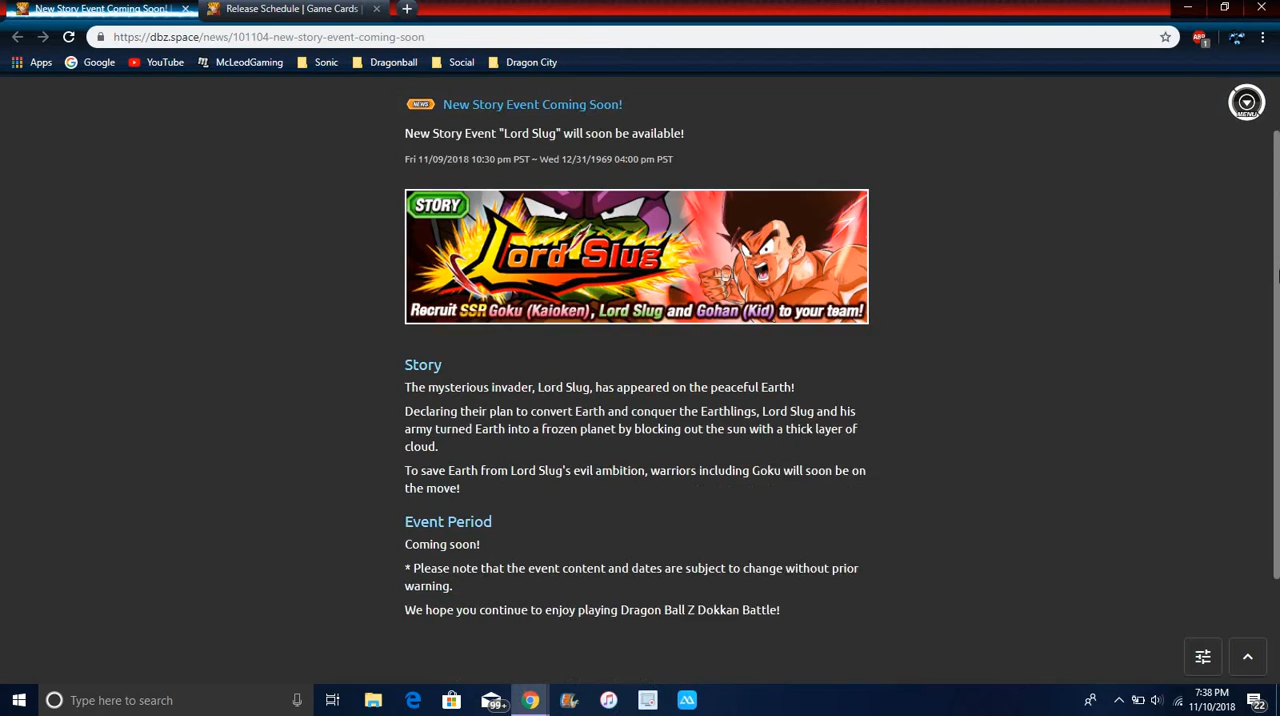 New Story Event Coming Soon!
Release Schedule | Game Cards |
https://dbz.space/news/101104-new-story-event-coming-soon
ABP
1
Apps
Google
YouTube
McLeodGaming
Sonic
Dragonball
Social
Dragon City
NEWS
New Story Event Coming Soon!
MENU
New Story Event "Lord Slug" will soon be available!
Fri 11/09/2018 10:30 pm PST ~ Wed 12/31/1969 04:00 pm PST
STORY
Lord Slug
Recruit SSR Goku (Kaioken), Lord Slug and Gohan (Kid) to your team!
Story
The mysterious invader, Lord Slug, has appeared on the peaceful Earth!
Declaring their plan to convert Earth and conquer the Earthlings, Lord Slug and his
army turned Earth into a frozen planet by blocking out the sun with a thick layer of
cloud.
To save Earth from Lord Slug's evil ambition, warriors including Goku will soon be on
the move!
Event Period
Coming soon!
* Please note that the event content and dates are subject to change without prior
warning.
We hope you continue to enjoy playing Dragon Ball Z Dokkan Battle!
Type here to search
99+
7:38 PM
11/10/2018
22